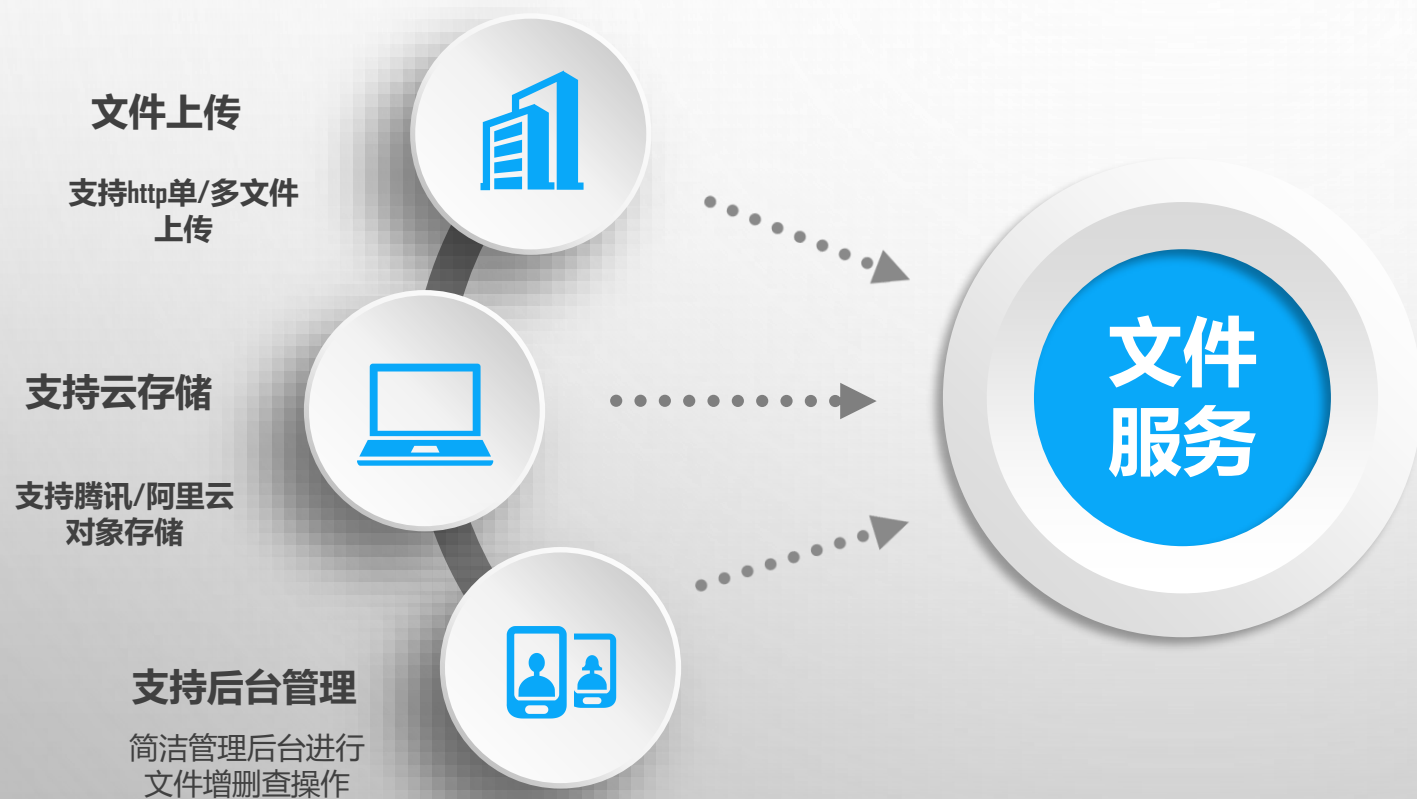 文件上传
支持http单/多文件
上传
支持云存储
支持腾讯/阿里云
对象存储
支持后台管理
简洁管理后台进行
文件增删查操作
文件
服务